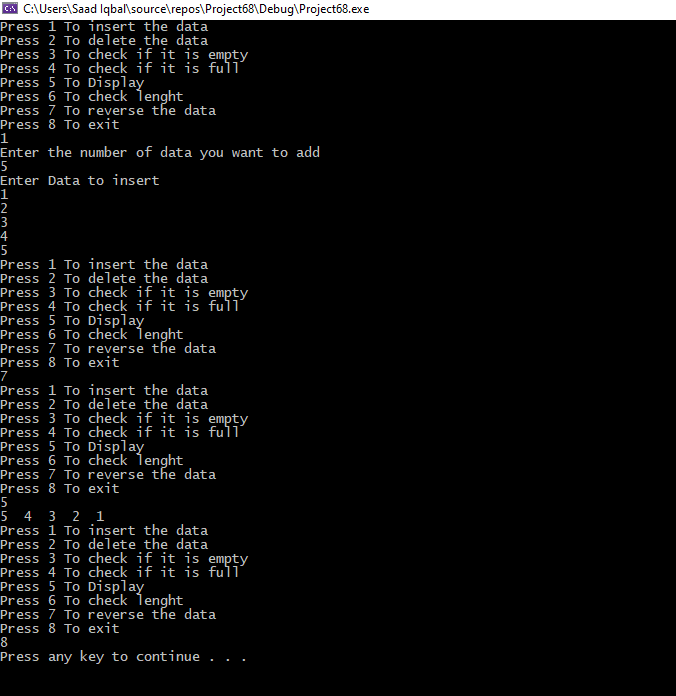 C:\Users\Saad Iqbal\source\repos\Project68\Debug\Project68.exe
Press 1 To insert the data
Press 2 To delete the data
Press 3 To check if it is empty
Press 4 To check if it is full
Press 5 To Display
Press 6 To check lenght
Press 7 To reverse the data
Press 8 To exit
1
Enter the number of data you want to add
5
Enter Data to insert
1
2
3
4
5
Press 1 To insert the data
Press 2 To delete the data
Press 3 To check if it is empty
Press 4 To check if it is full
Press 5 To Display
Press 6 To check lenght
Press 7 To reverse the data
Press 8 To exit
7
Press 1 To insert the data
Press 2 To delete the data
Press 3 To check if it is empty
Press 4 To check if it is full
Press 5 To Display
Press 6 To check lenght
Press 7 To reverse the data
Press 8 To exit
5
5  4  3  2  1
Press 1 To insert the data
Press 2 To delete the data
Press 3 To check if it is empty
Press 4 To check if it is full
Press 5 To Display
Press 6 To check lenght
Press 7 To reverse the data
Press 8 To exit
8
Press any key to continue . . .